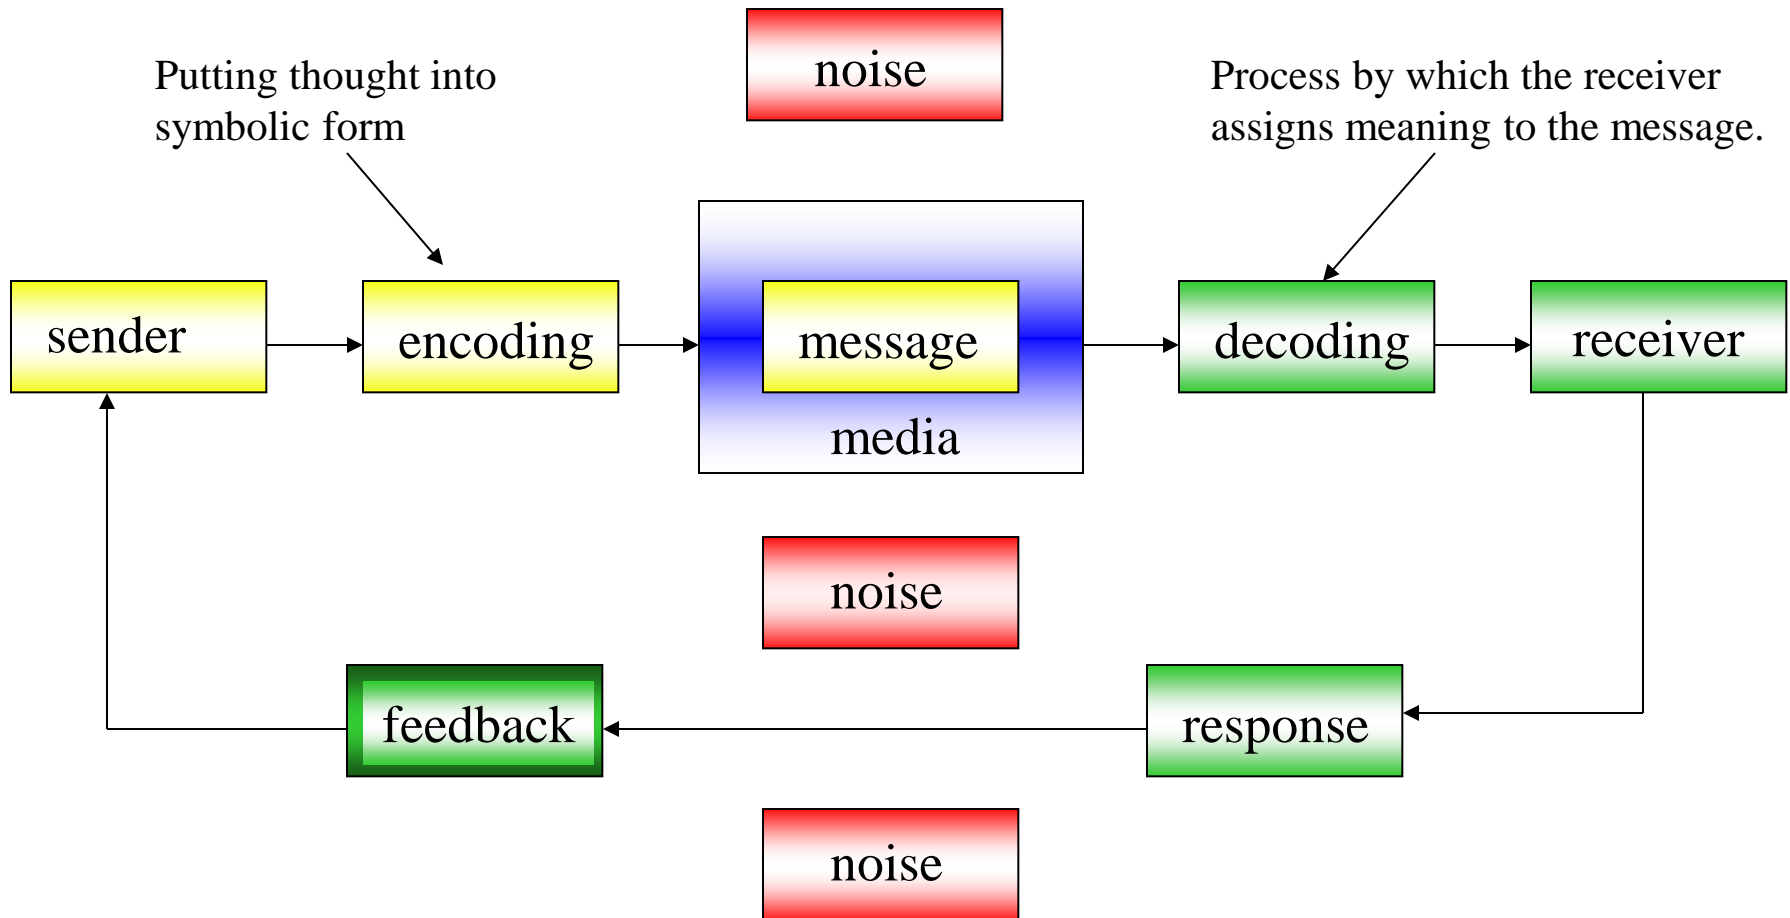 noise
Putting thought into
symbolic form
Process by which the receiver
assigns meaning to the message.
sender
encoding
message
media
decoding
receiver
noise
feedback
response
noise